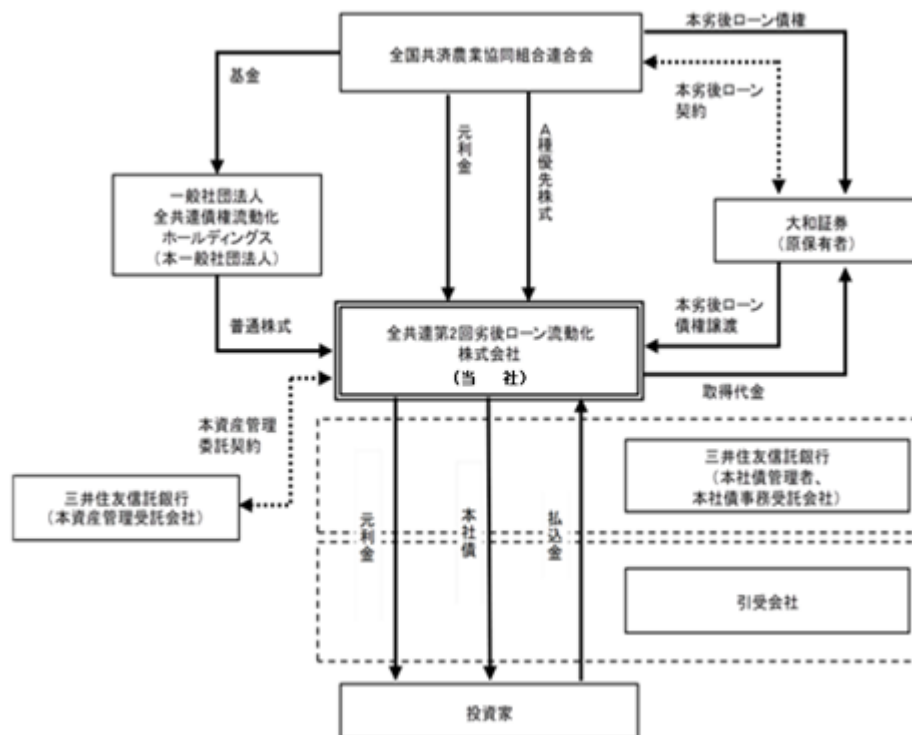 本劣後ローン債権
全国共済農業協同組合連合会
基金
本劣後ローン
契約
元利金
A種優先株式
一般社団法人
全共連債権流動化
ホールディングス
(本一般社団法人)
大和証券
(原保有者)
普通株式
本劣後ローン
債権譲渡
全共連第2回劣後ローン流動化
株式会社
(当 社)
取得代金
本資産管理
委託契約
三井住友信託銀行
(本社債管理者、
本社債事務受託会社)
三井住友信託銀行
(本資産管理受託会社)
元利金
本社債
払込金
引受会社
投資家